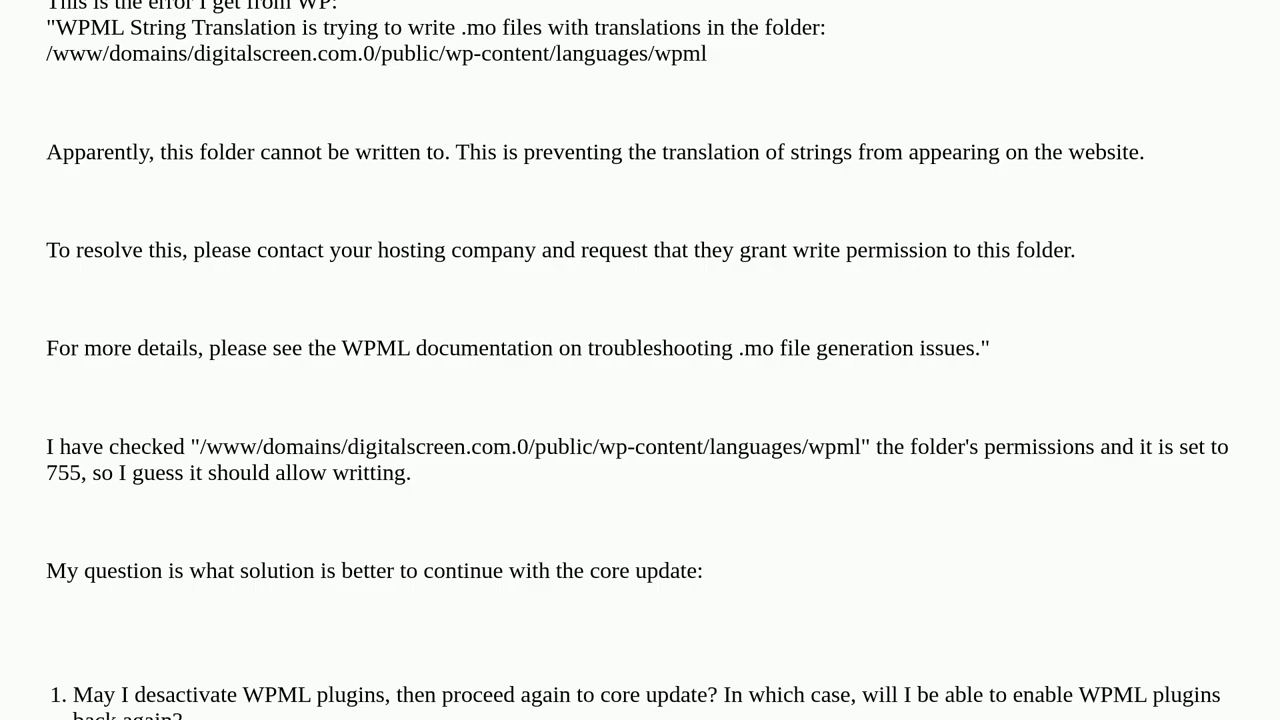 This is the error I get from WP:
"WPML String Translation is trying to write .mo files with translations in the folder:
/www/domains/digitalscreen.com.0/public/wp-content/languages/wpml
Apparently, this folder cannot be written to. This is preventing the translation of strings from appearing on the website.
To resolve this, please contact your hosting company and request that they grant write permission to this folder.
For more details, please see the WPML documentation on troubleshooting .mo file generation issues."
I have checked "/www/domains/digitalscreen.com.0/public/wp-content/languages/wpml" the folder's permissions and it is set to
755, so I guess it should allow writting.
My question is what solution is better to continue with the core update:
1. May I desactivate WPML plugins, then proceed again to core update? In which case, will I be able to enable WPML plugins
back again?